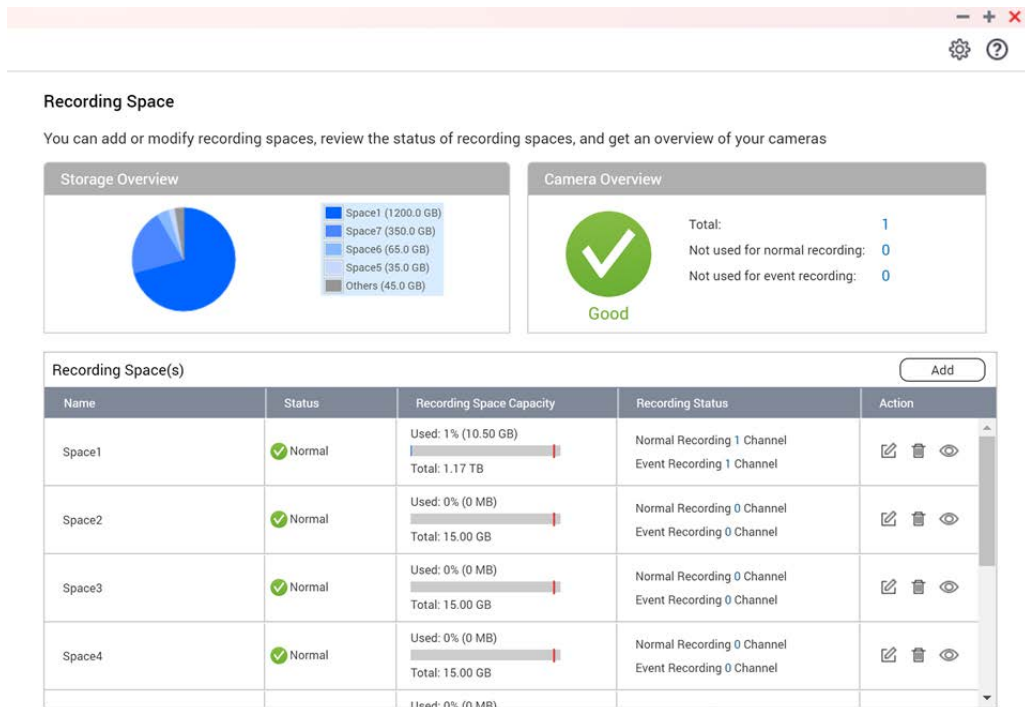 Recording Space
You can add or modify recording spaces, review the status of recording spaces, and get an overview of your cameras
Storage Overview
Space1 (1200.0 GB)
Space7 (350.0 GB)
Space6 (65.0 GB)
Space5 (35.0 GB)
Others (45.0 GB)
Camera Overview
Good
Total: 1
Not used for normal recording: 0
Not used for event recording: 0
Recording Space(s) Add
Name Status Recording Space Capacity Recording Status Action
Space1
Normal
Used: 1% (10.50 GB)
Total: 1.17 TB
Normal Recording 1 Channel
Event Recording 1 Channel
Space2
Normal
Used: 0% (0 MB)
Total: 15.00 GB
Normal Recording 0 Channel
Event Recording 0 Channel
Space3
Normal
Used: 0% (0 MB)
Total: 15.00 GB
Normal Recording 0 Channel
Event Recording 0 Channel
Space4
Normal
Used: 0% (0 MB)
Total: 15.00 GB
Normal Recording 0 Channel
Event Recording 0 Channel
Used: 0% (0 MB)